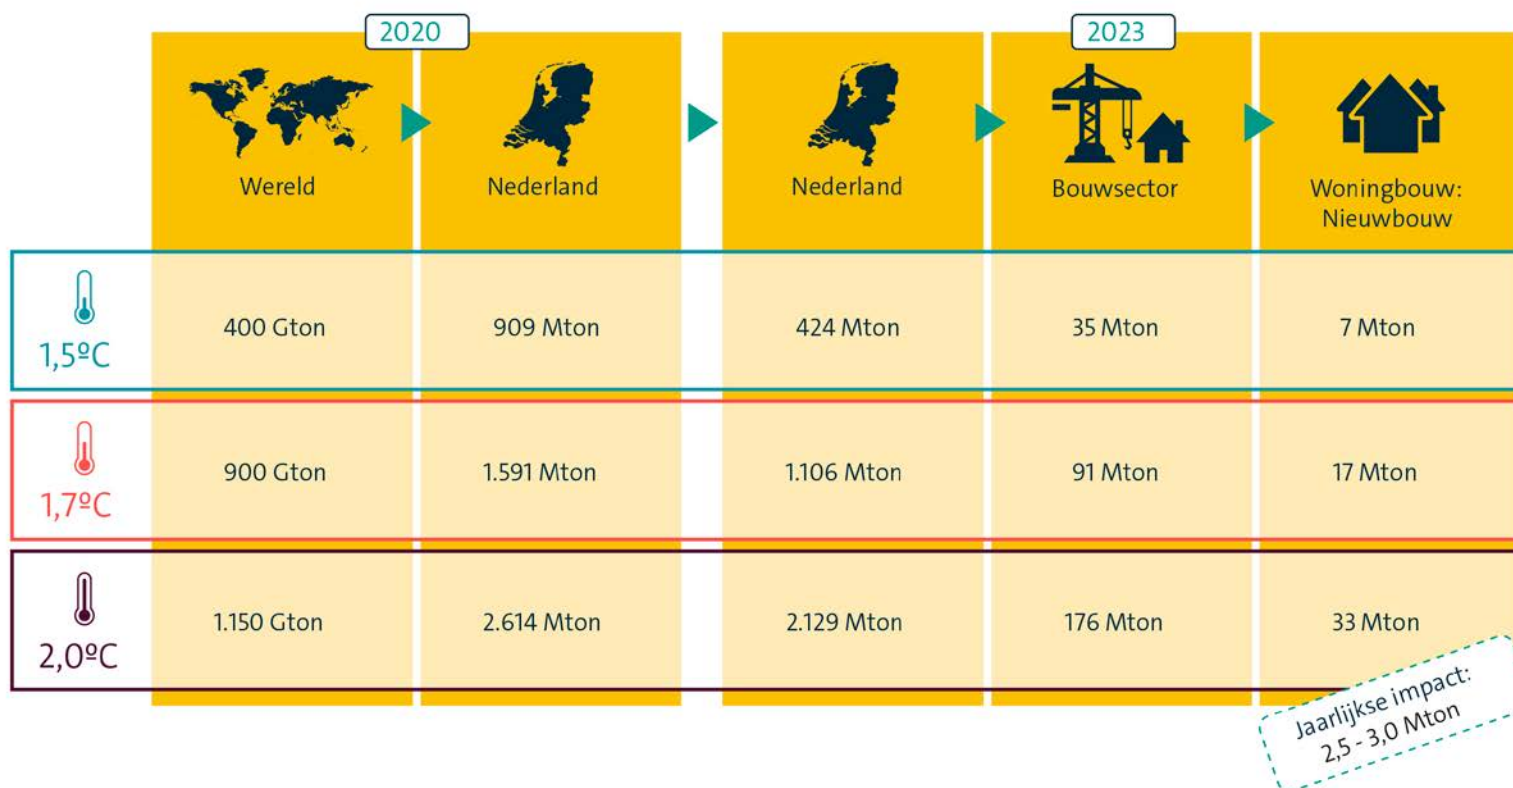 2020
2023
Wereld
Nederland
Nederland
Bouwsector
Woningbouw:
Nieuwbouw
1,5ºC
400 Gton
909 Mton
424 Mton
35 Mton
7 Mton
1,7ºC
900 Gton
1.591 Mton
1.106 Mton
91 Mton
17 Mton
2,0ºC
1.150 Gton
2.614 Mton
2.129 Mton
176 Mton
33 Mton
Jaarlijkse impact:
2,5 - 3,0 Mton